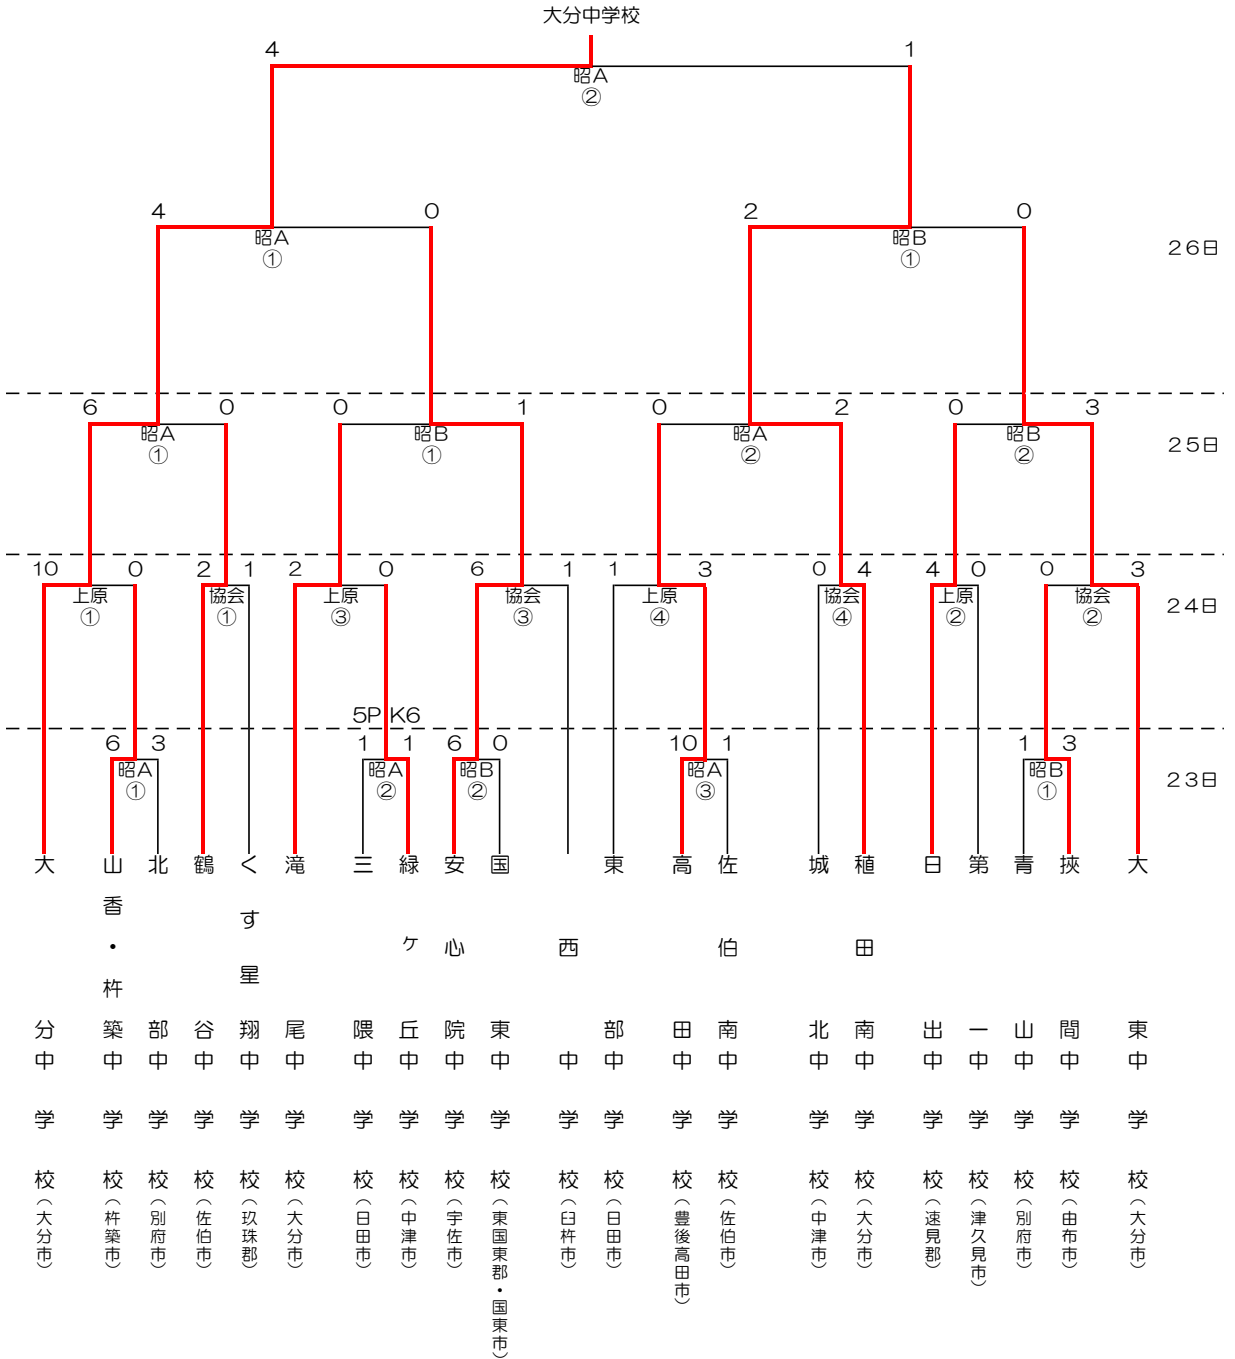 大分中学校
4 1
昭A
②
4 0 2 0
昭A 昭B
① ①
26日
6 0 0 1 0 2 0 3
昭A 昭B 昭A 昭B
① ① ② ②
25日
10 0 2 1 2 0 6 1 1 3 0 4 4 0 0 3
上原 協会 上原 協会 上原 協会 上原 協会
① ① ③ ③ ④ ④ ② ②
24日
5PK6
6 3 1 1 6 0 10 1 1 3
昭A 昭A 昭B 昭A 昭B
① ② ② ③ ①
23日
大分中学校(大分市)
山香・杵築中学校(杵築市)
北部中学校(別府市)
鶴谷中学校(佐伯市)
くす星翔中学校(玖珠郡)
滝尾中学校(大分市)
三隈中学校(日田市)
緑ヶ丘中学校(中津市)
安心院中学校(宇佐市)
国東中学校(東国東郡・国東市)
西中校(臼杵市)
東部中学校(日田市)
高田中学校(豊後高田市)
佐伯南中学校(佐伯市)
城北中学校(中津市)
稙田南中学校(大分市)
日出中学校(速見郡)
第一中学校(津久見市)
青山中学校(別府市)
挾間中学校(由布市)
大東中学校(大分市)